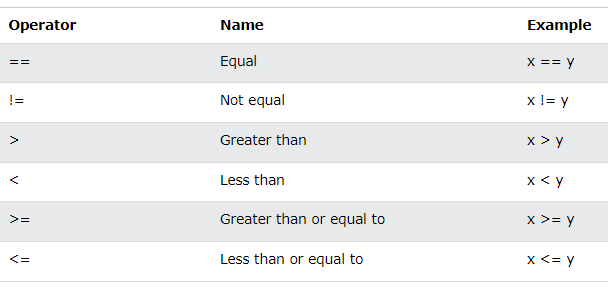 Operator Name Example
== Equal x == y
!= Not equal x != y
> Greater than x > y
< Less than x < y
>= Greater than or equal to x >= y
<= Less than or equal to x <= y